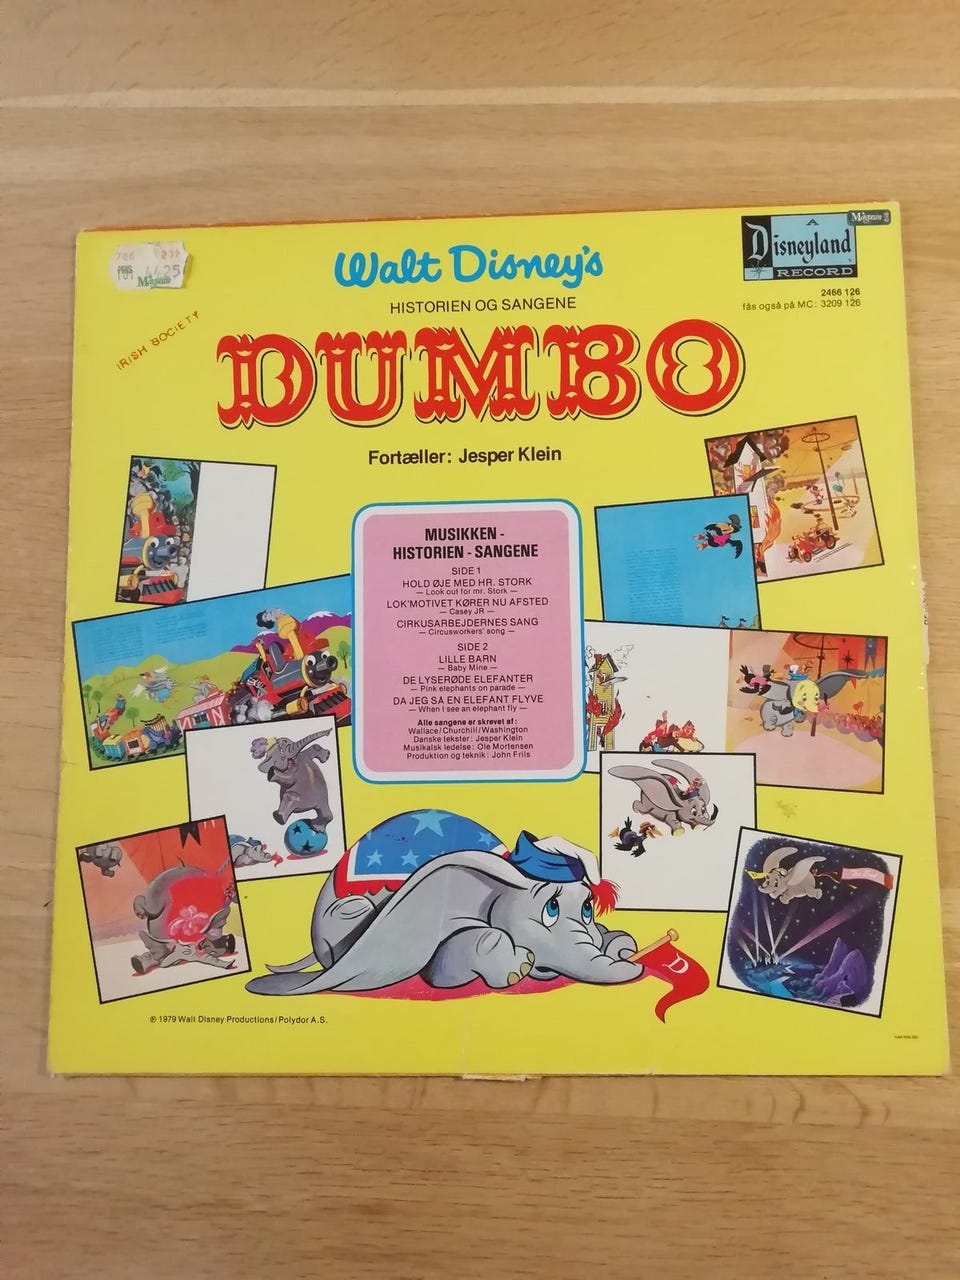 Magasin
A
Disneyland
RECORD
44.25
Magasin
Walt Disney's
2466 126
HISTORIEN OG SANGENE
fås også på MC: 3209 126
IRISH SOCIETY
DUMBO
Fortæller: Jesper Klein
MUSIKKEN -
HISTORIEN - SANGENE
SIDE 1
HOLD ØJE MED HR. STORK
— Look out for mr. Stork —
LOK'MOTIVET KØRER NU AFSTED
— Casey JR —
CIRKUSARBEJDERNES SANG
— Circusworkers' song —
SIDE 2
LILLE BARN
— Baby Mine —
DE LYSERØDE ELEFANTER
— Pink elephants on parade —
DA JEG SA EN ELEFANT FLYVE
— When I see an elephant fly —
Alle sangene er skrevet af:
Wallace/Churchill/Washington
Danske tekster: Jesper Klein
Musikalsk ledelse: Ole Mortensen
Produktion og teknik: John Friis
D
℗ 1979 Walt Disney Productions/Polydor A.S.